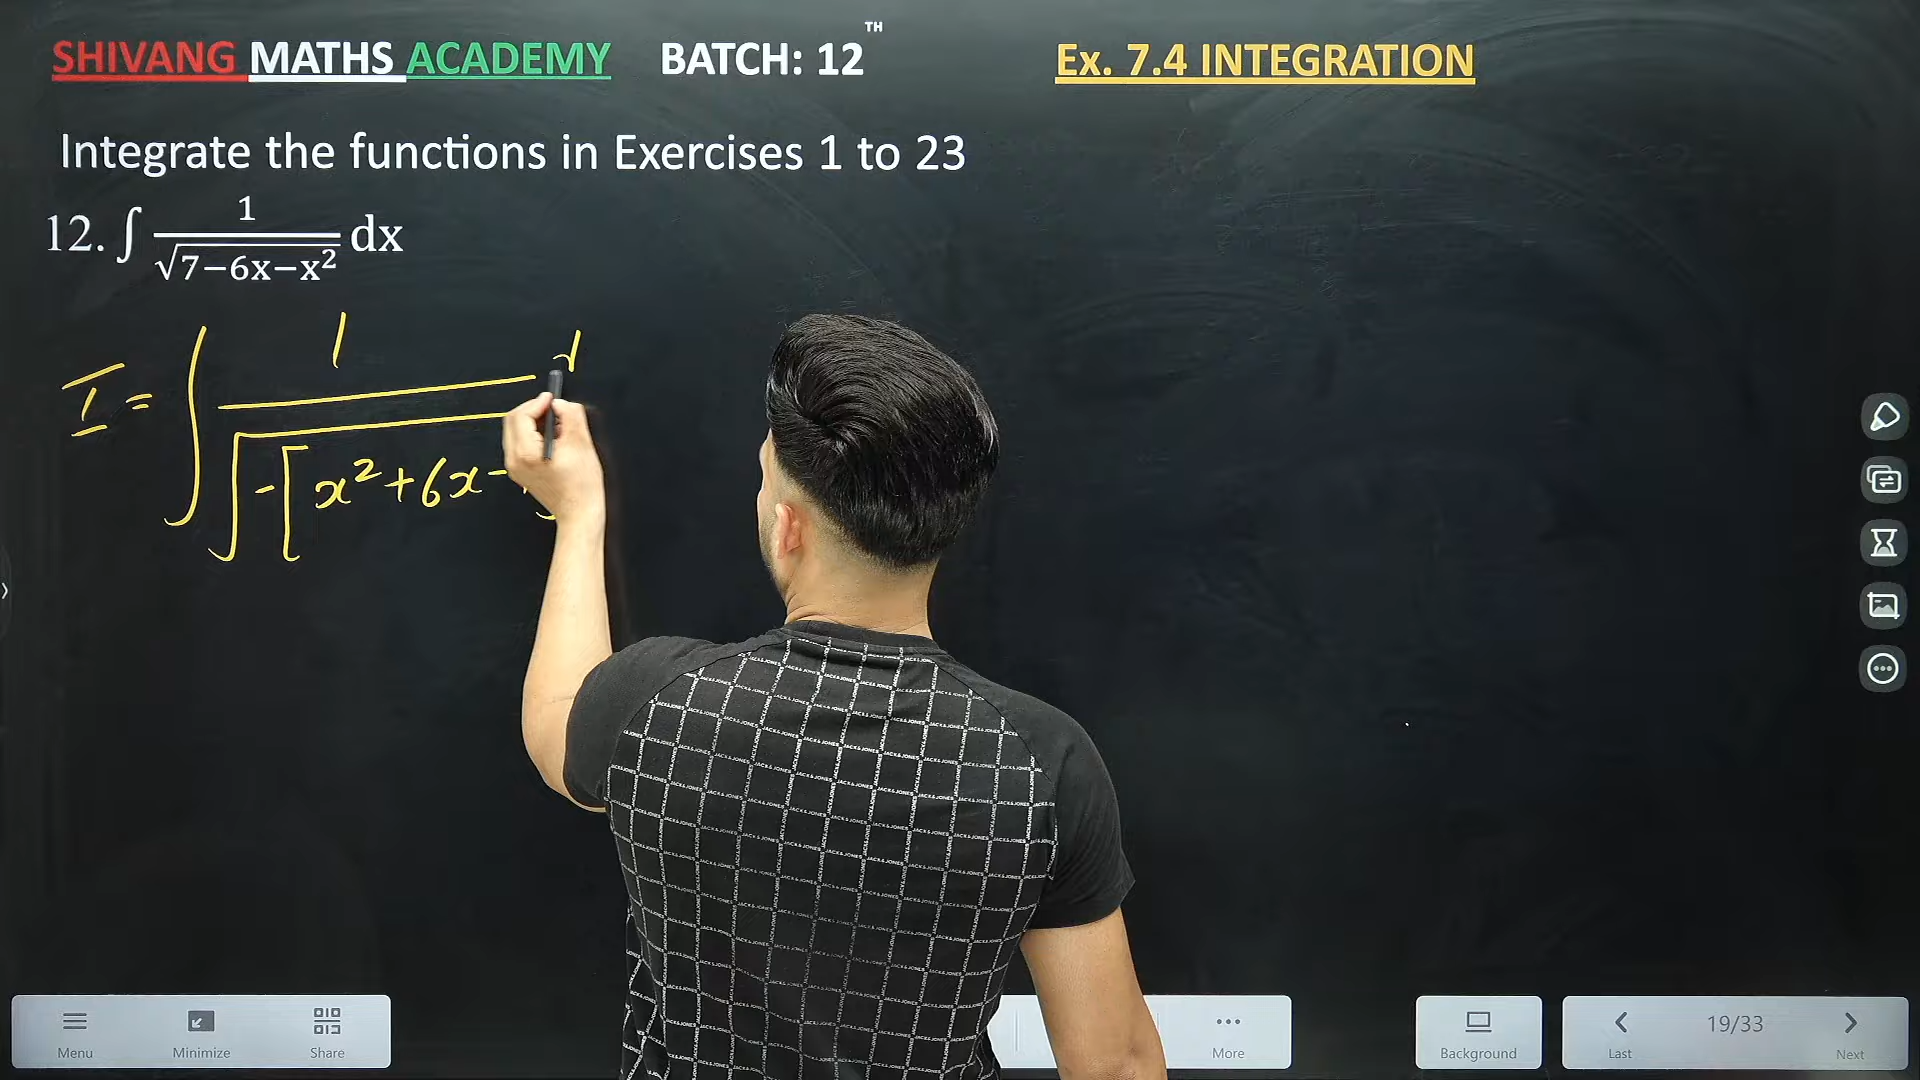 SHIVANG MATHS ACADEMY BATCH: 12TH Ex. 7.4 INTEGRATION
Integrate the functions in Exercises 1 to 23
12. ∫ 1/√(7−6x−x²) dx
I = ∫ 1/√(-[x²+6x- d
Menu Minimize Share More Background Last 19/33 Next